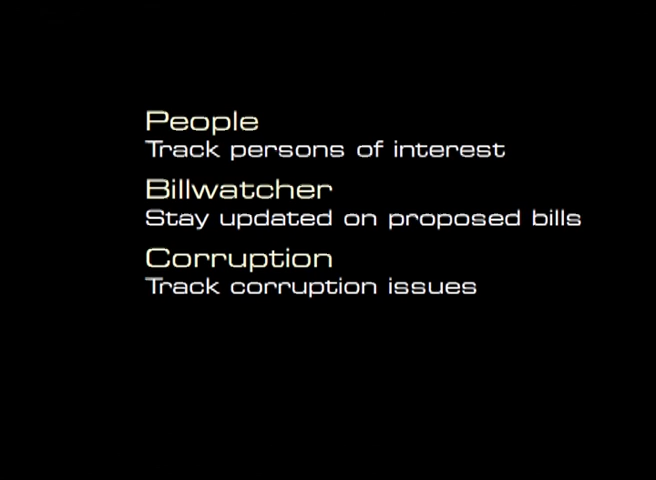 People
Track persons of interest
Billwatcher
Stay updated on proposed bills
Corruption
Track corruption issues